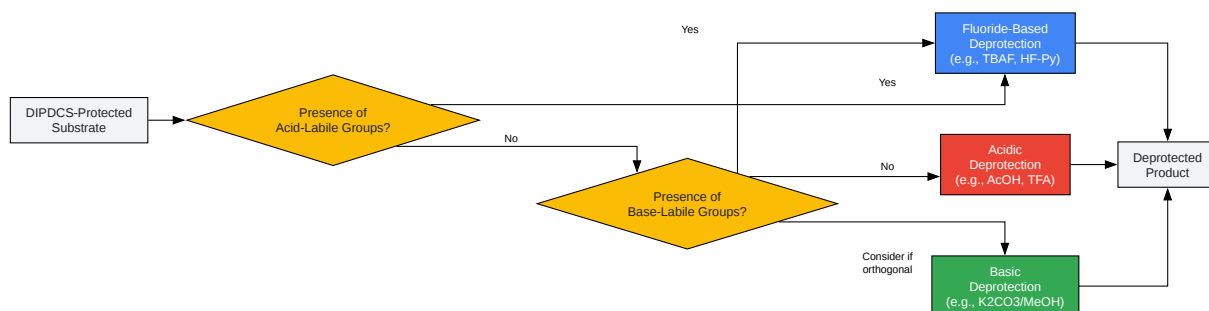 DIPDCS-Protected
Substrate
Presence of
Acid-Labile Groups?
Yes
Yes
No
Presence of
Base-Labile Groups?
No
Consider if
orthogonal
Fluoride-Based
Deprotection
(e.g., TBAF, HF-Py)
Acidic
Deprotection
(e.g., AcOH, TFA)
Basic
Deprotection
(e.g., K2CO3/MeOH)
Deprotected
Product